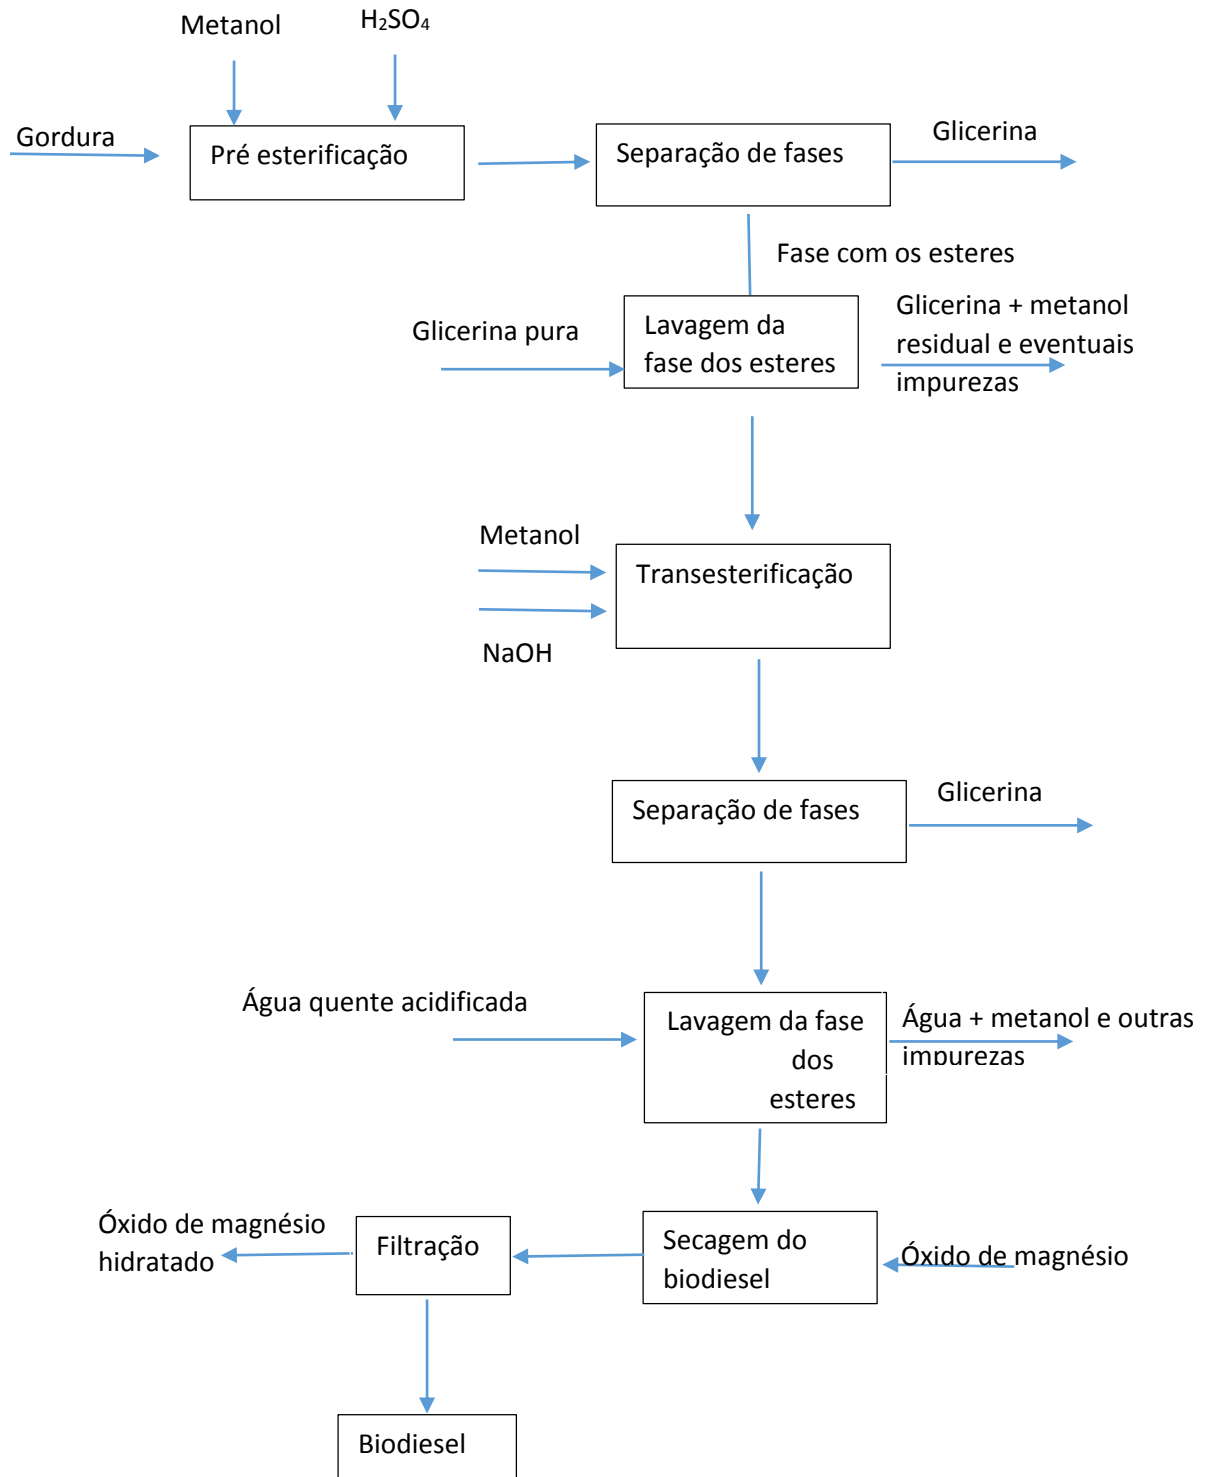 Metanol
H₂SO₄
Gordura
Pré esterificação
Separação de fases
Glicerina
Fase com os esteres
Glicerina pura
Lavagem da
fase dos esteres
Glicerina + metanol
residual e eventuais
impurezas
Metanol
Transesterificação
NaOH
Separação de fases
Glicerina
Água quente acidificada
Lavagem da fase
dos
esteres
Água + metanol e outras
impurezas
Óxido de magnésio
hidratado
Filtração
Secagem do
biodiesel
Óxido de magnésio
Biodiesel